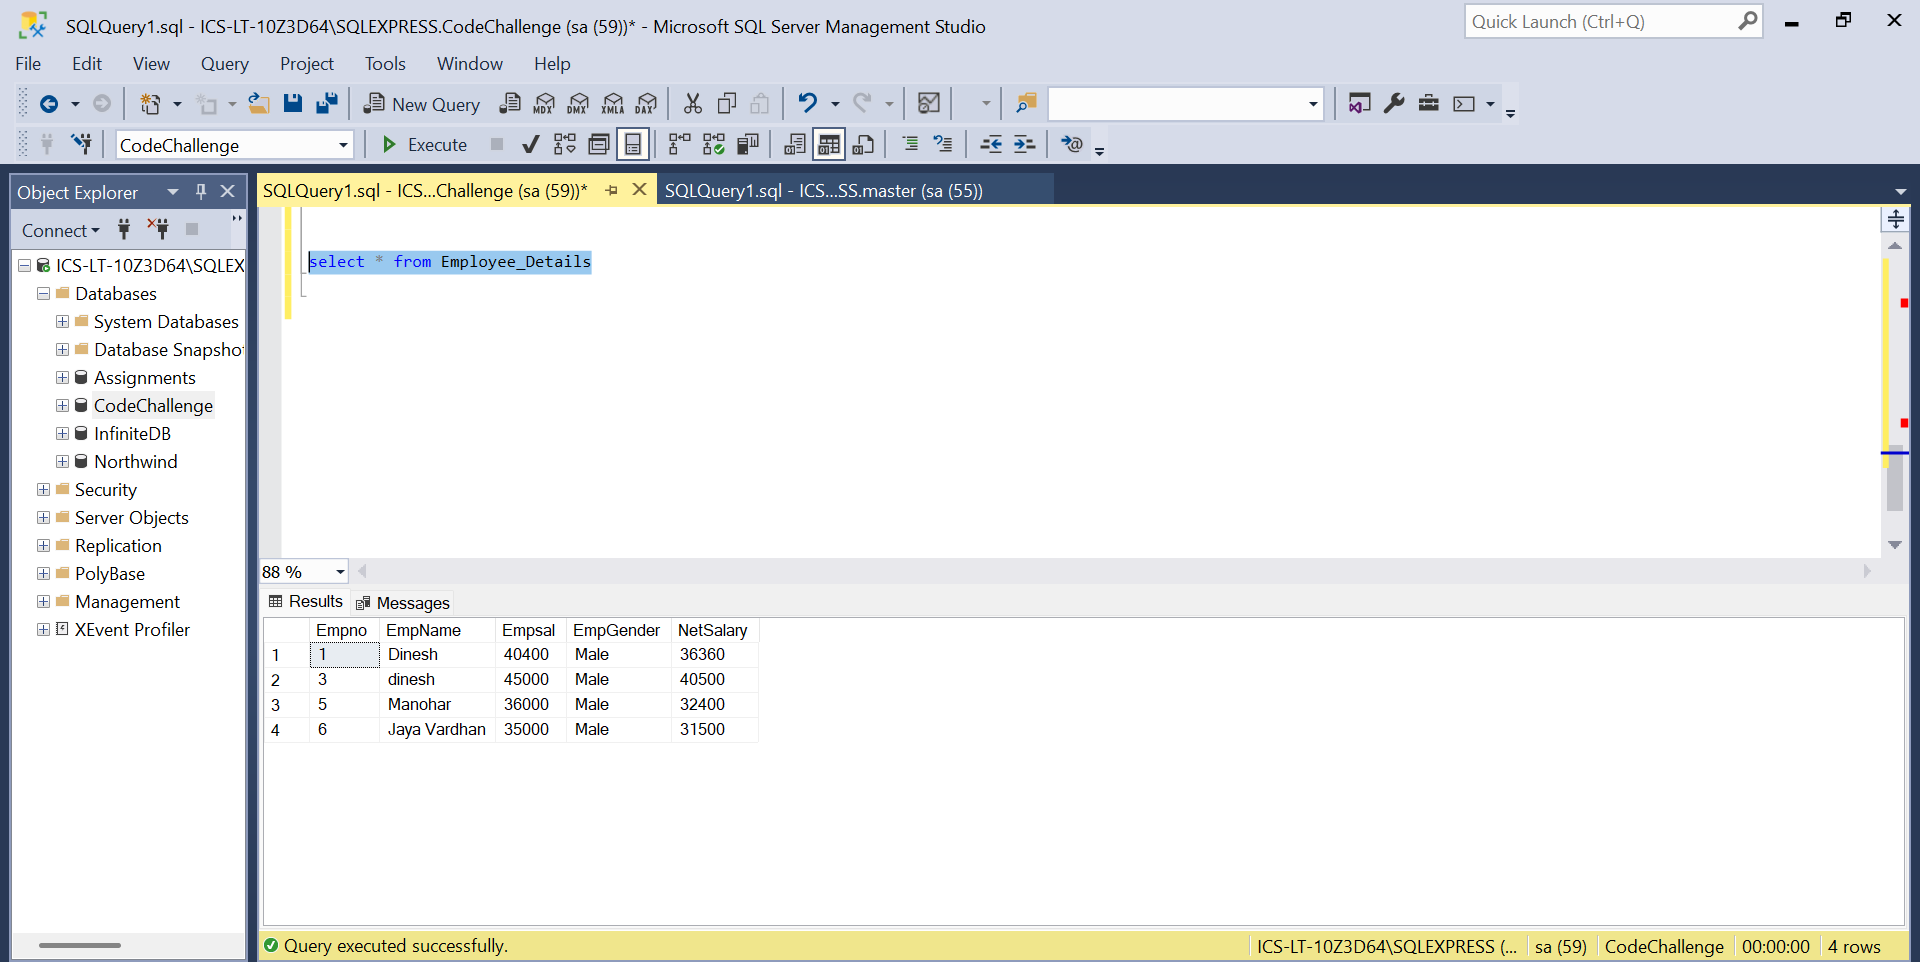 SQLQuery1.sql - ICS-LT-10Z3D64\SQLEXPRESS.CodeChallenge (sa (59))* - Microsoft SQL Server Management Studio
Quick Launch (Ctrl+Q)
File Edit View Query Project Tools Window Help
New Query MDX DMX XMLA DAX
CodeChallenge Execute
Object Explorer
SQLQuery1.sql - ICS...Challenge (sa (59))* SQLQuery1.sql - ICS...SS.master (sa (55))
Connect
ICS-LT-10Z3D64\SQLEX
Databases
System Databases
Database Snapsho
Assignments
CodeChallenge
InfiniteDB
Northwind
Security
Server Objects
Replication
PolyBase
Management
XEvent Profiler
select * from Employee_Details
88 %
Results Messages
Empno EmpName Empsal EmpGender NetSalary
1 1 Dinesh 40400 Male 36360
2 3 dinesh 45000 Male 40500
3 5 Manohar 36000 Male 32400
4 6 Jaya Vardhan 35000 Male 31500
Query executed successfully. ICS-LT-10Z3D64\SQLEXPRESS (... sa (59) CodeChallenge 00:00:00 4 rows